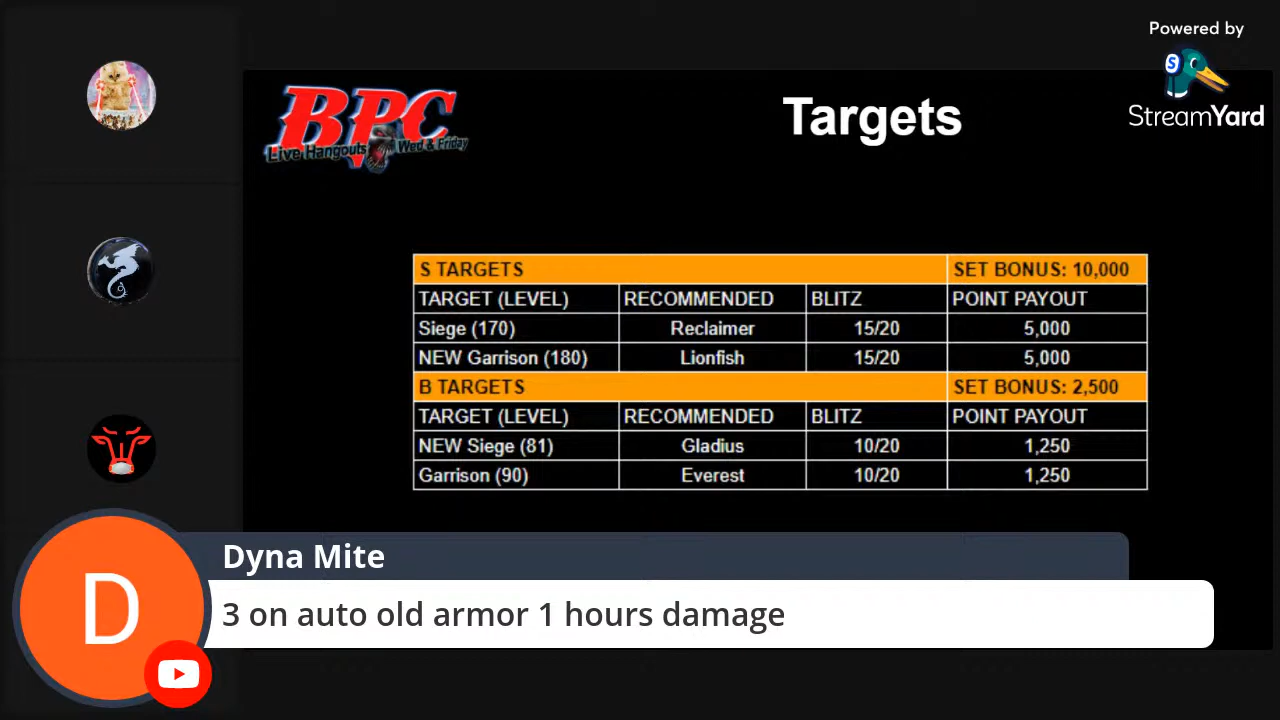 Powered by
S
StreamYard
BPC
Live Hangouts Wed & Friday
Targets
S TARGETS SET BONUS: 10,000
TARGET (LEVEL) RECOMMENDED BLITZ POINT PAYOUT
Siege (170) Reclaimer 15/20 5,000
NEW Garrison (180) Lionfish 15/20 5,000
B TARGETS SET BONUS: 2,500
TARGET (LEVEL) RECOMMENDED BLITZ POINT PAYOUT
NEW Siege (81) Gladius 10/20 1,250
Garrison (90) Everest 10/20 1,250
D
Dyna Mite
3 on auto old armor 1 hours damage